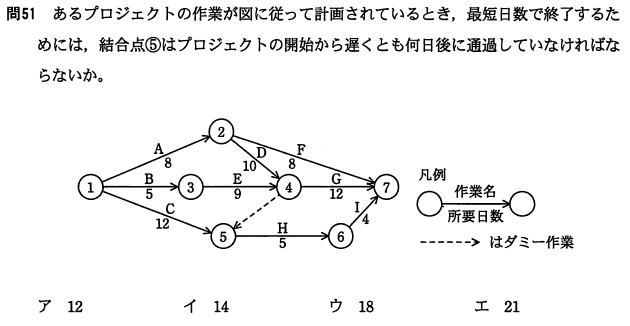 問51 あるプロジェクトの作業が図に従って計画されているとき，最短日数で終了するた
めには，結合点⑤はプロジェクトの開始から遅くとも何日後に通過していなければな
らないか。
2
A
8
D
10
F
8
凡例
1
B
5
3
E
9
4
G
12
7
作業名
所要日数
C
12
I
4
5
H
5
6
はダミー作業
ア 12 イ 14 ウ 18 エ 21